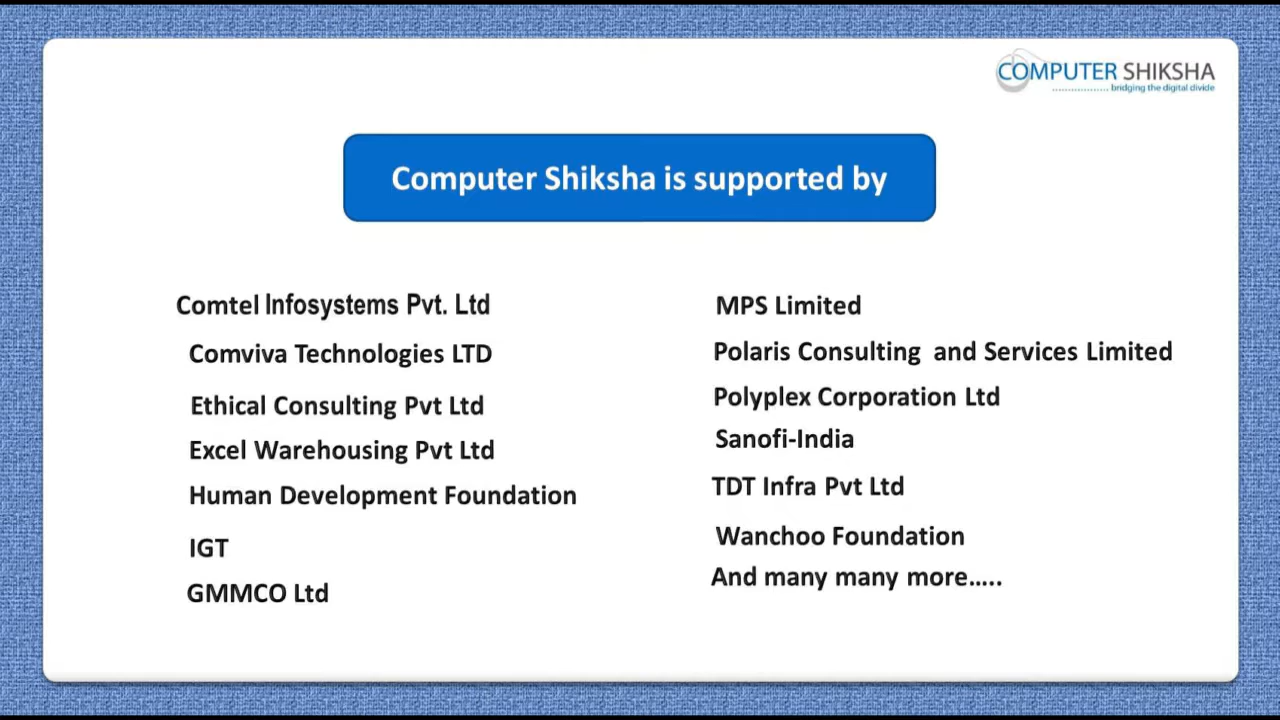 COMPUTER SHIKSHA
bridging the digital divide
Computer Shiksha is supported by
Comtel Infosystems Pvt. Ltd
Comviva Technologies LTD
Ethical Consulting Pvt Ltd
Excel Warehousing Pvt Ltd
Human Development Foundation
IGT
GMMCO Ltd
MPS Limited
Polaris Consulting and Services Limited
Polyplex Corporation Ltd
Sanofi-India
TDT Infra Pvt Ltd
Wanchoo Foundation
And many many more…..